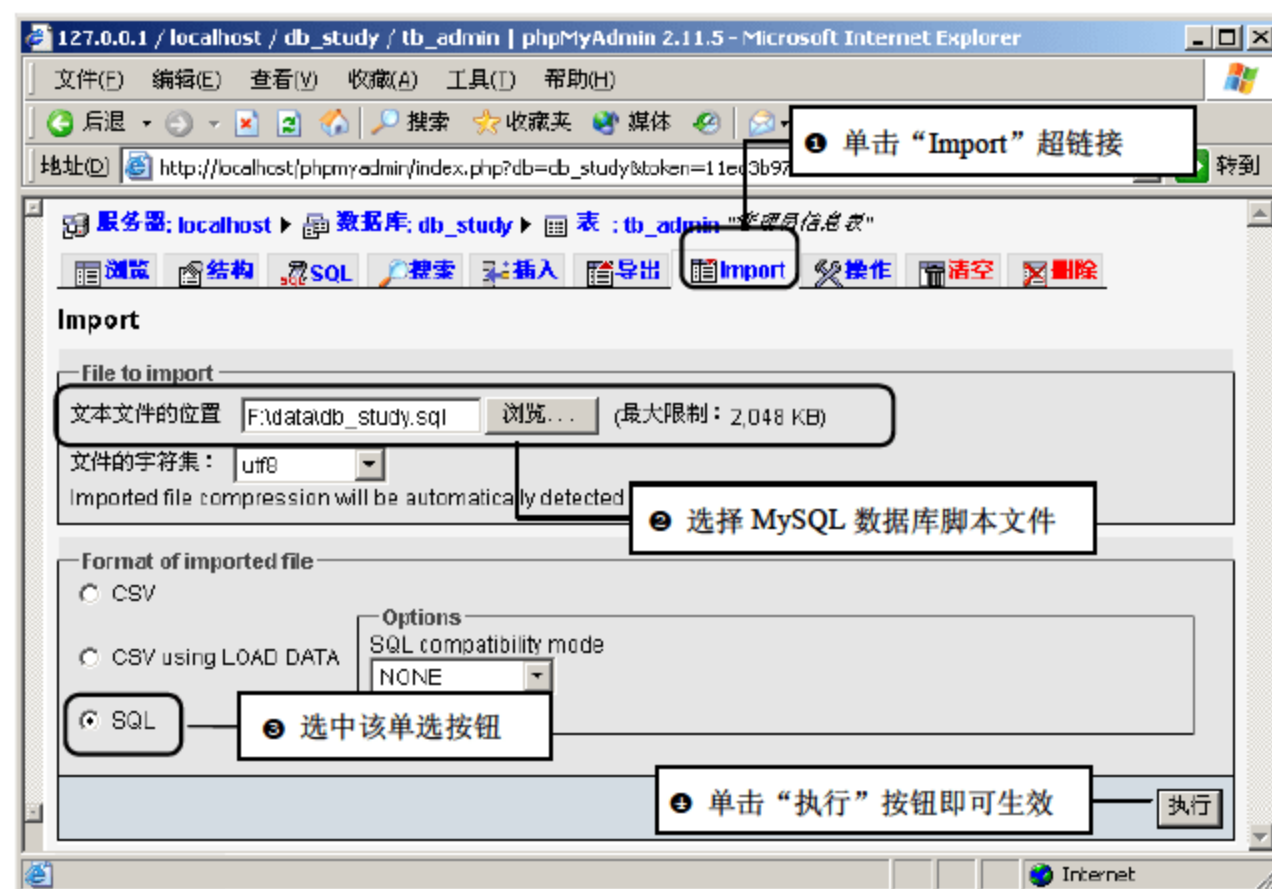 127.0.0.1 / localhost / db_study / tb_admin | phpMyAdmin 2.11.5 - Microsoft Internet Explorer
文件(F) 编辑(E) 查看(V) 收藏(A) 工具(T) 帮助(H)
后退 搜索 收藏夹 媒体
❶ 单击“Import”超链接
地址(D) http://localhost/phpmyadmin/index.php?db=db_study&token=11ed3b97 转到
服务器: localhost 数据库: db_study 表 : tb_admin "管理员信息表"
浏览 结构 SQL 搜索 插入 导出 Import 操作 清空 删除
Import
File to import
文本文件的位置 F:\data\db_study.sql 浏览... (最大限制：2,048 KB)
文件的字符集： utf8
Imported file compression will be automatically detected
❷ 选择 MySQL 数据库脚本文件
Format of imported file
CSV
Options
CSV using LOAD DATA SQL compatibility mode
NONE
SQL ❸ 选中该单选按钮
❹ 单击“执行”按钮即可生效 执行
Internet